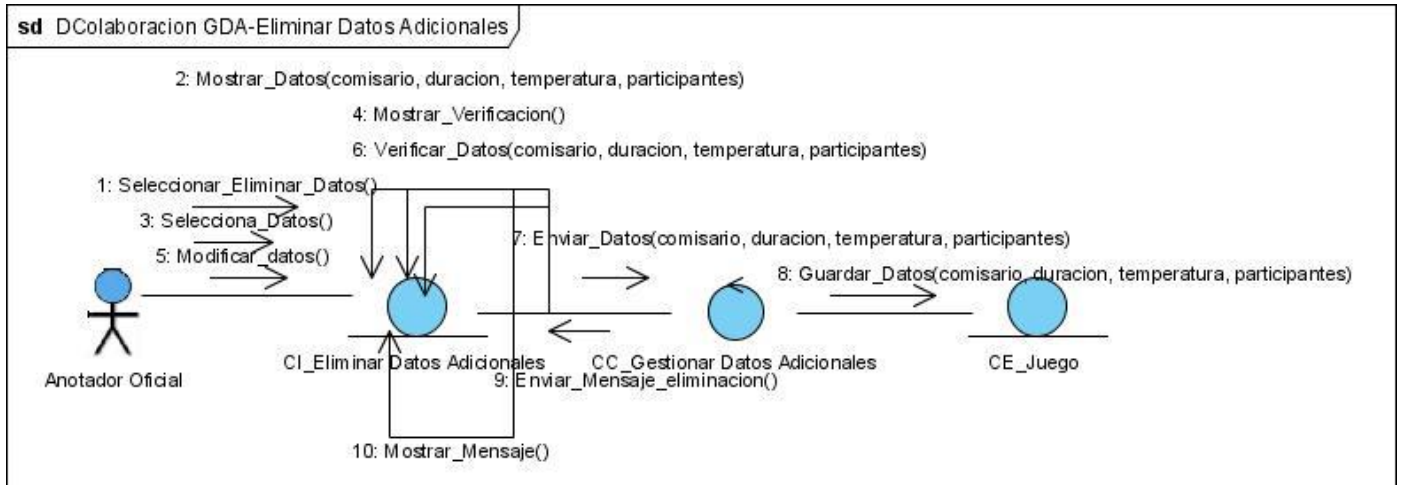 sd DColaboracion GDA-Eliminar Datos Adicionales
2: Mostrar_Datos(comisario, duracion, temperatura, participantes)
4: Mostrar_Verificacion()
6: Verificar_Datos(comisario, duracion, temperatura, participantes)
1: Seleccionar_Eliminar_Datos()
3: Selecciona_Datos()
7: Enviar_Datos(comisario, duracion, temperatura, participantes)
5: Modificar_datos()
8: Guardar_Datos(comisario, duracion, temperatura, participantes)
CI_Eliminar Datos Adicionales
CC_Gestionar Datos Adicionales
CE_Juego
Anotador Oficial
9: Enviar_Mensaje_eliminacion()
10: Mostrar_Mensaje()